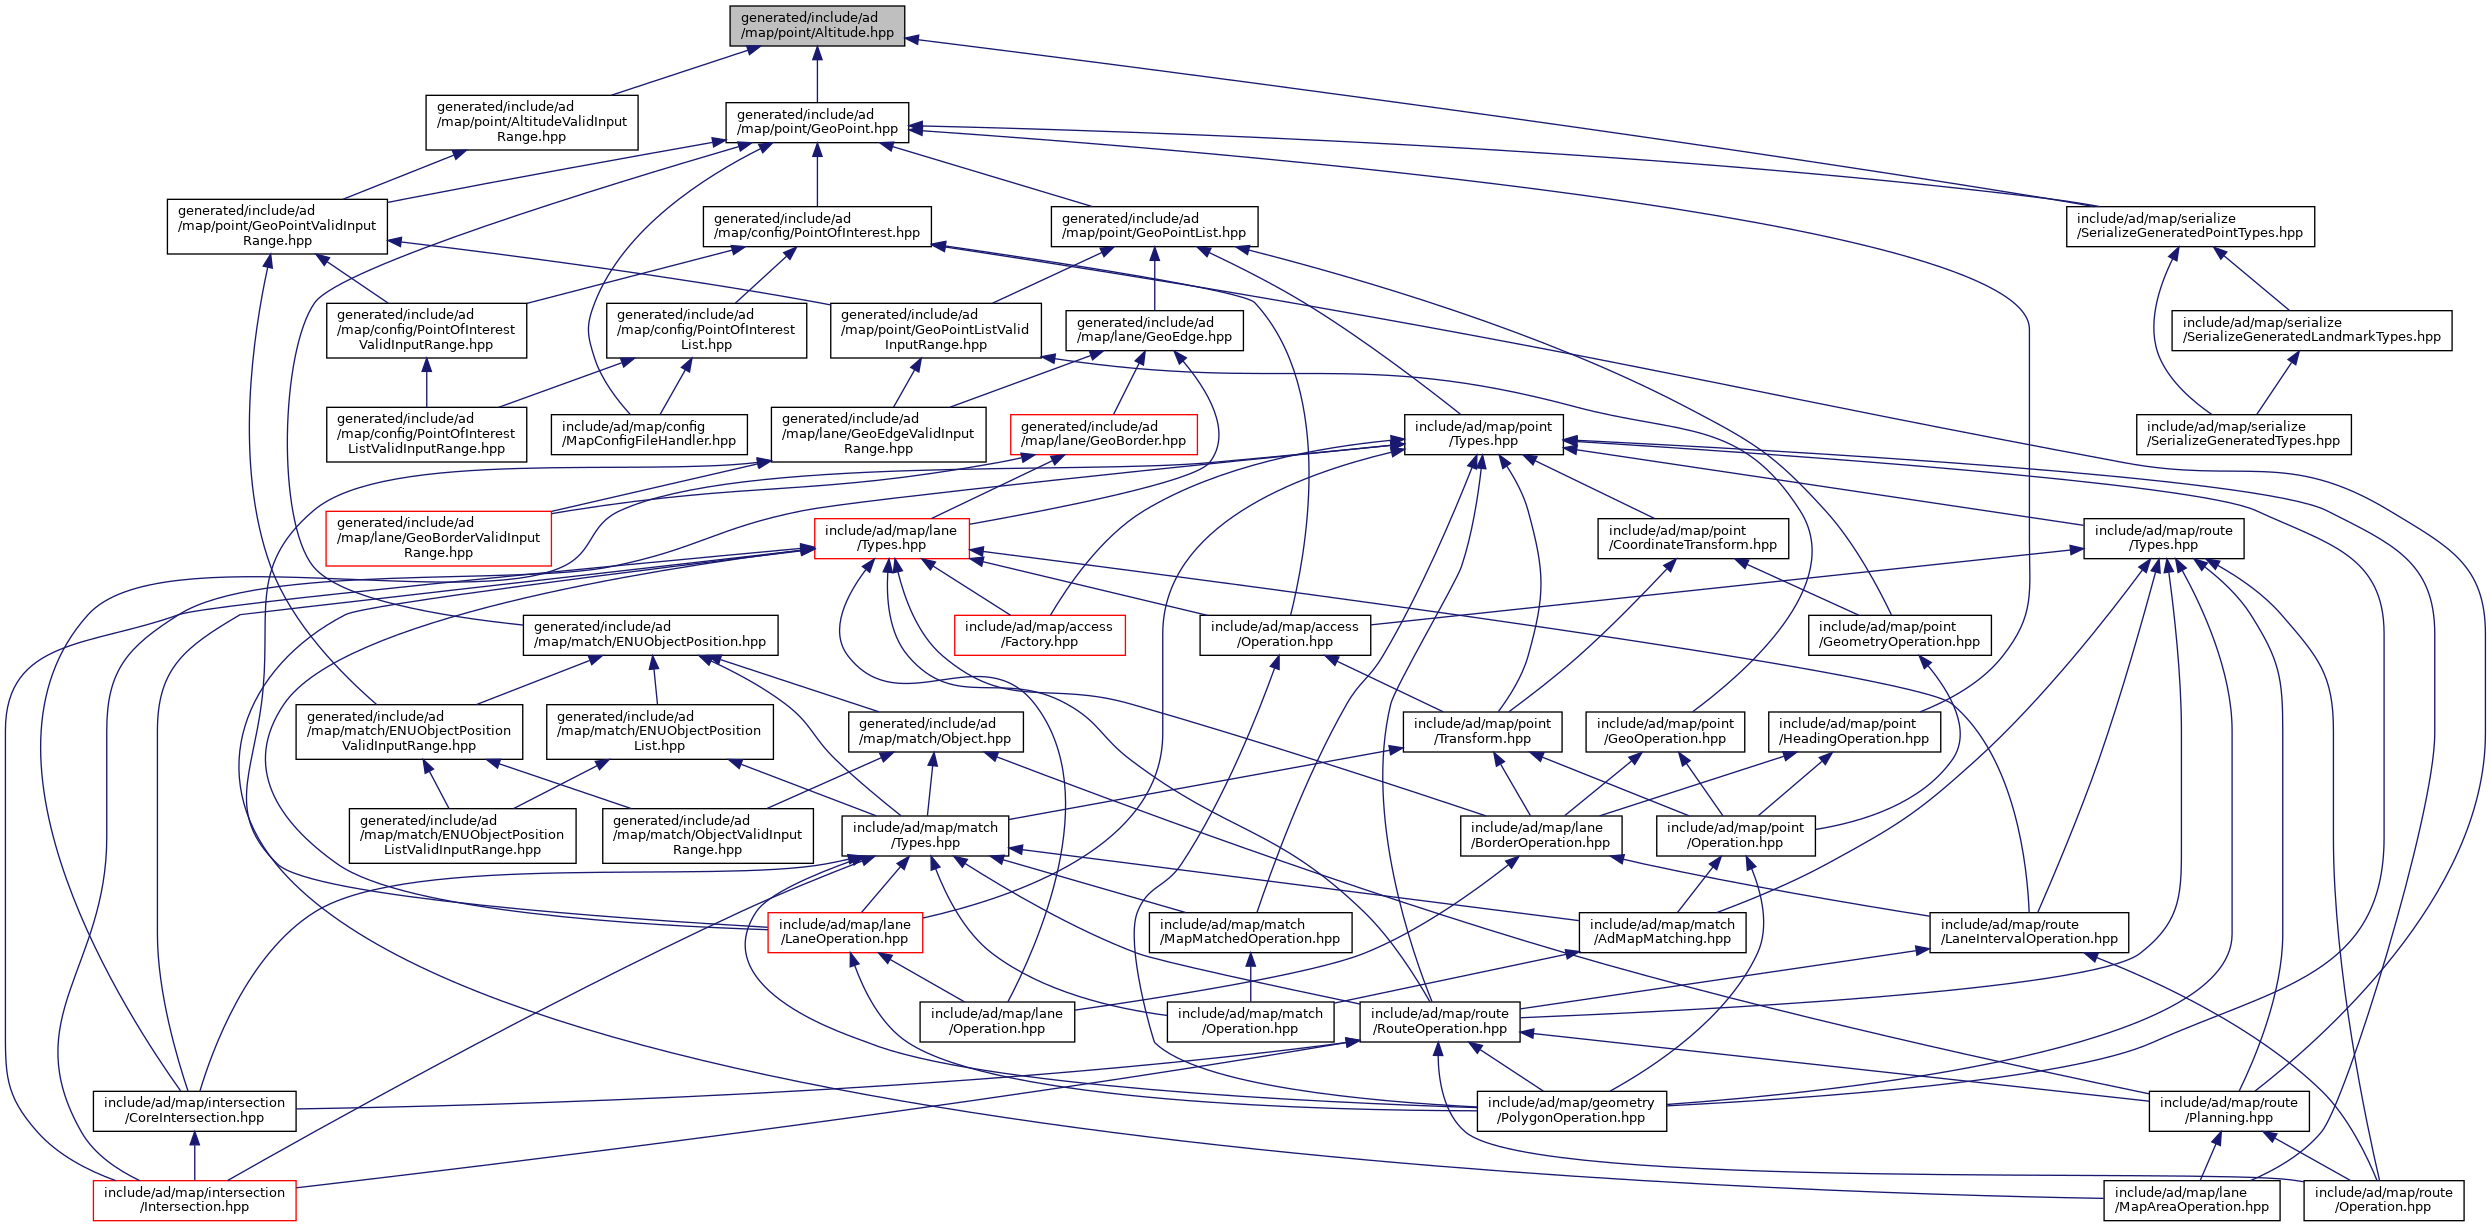 generated/include/ad
/map/point/Altitude.hpp
generated/include/ad
/map/point/AltitudeValidInput
Range.hpp
generated/include/ad
/map/point/GeoPoint.hpp
generated/include/ad
/map/point/GeoPointValidInput
Range.hpp
generated/include/ad
/map/config/PointOfInterest.hpp
generated/include/ad
/map/point/GeoPointList.hpp
include/ad/map/serialize
/SerializeGeneratedPointTypes.hpp
generated/include/ad
/map/config/PointOfInterest
ValidInputRange.hpp
generated/include/ad
/map/config/PointOfInterest
List.hpp
generated/include/ad
/map/point/GeoPointListValid
InputRange.hpp
generated/include/ad
/map/lane/GeoEdge.hpp
include/ad/map/serialize
/SerializeGeneratedLandmarkTypes.hpp
generated/include/ad
/map/config/PointOfInterest
ListValidInputRange.hpp
include/ad/map/config
/MapConfigFileHandler.hpp
generated/include/ad
/map/lane/GeoEdgeValidInput
Range.hpp
generated/include/ad
/map/lane/GeoBorder.hpp
include/ad/map/point
/Types.hpp
include/ad/map/serialize
/SerializeGeneratedTypes.hpp
generated/include/ad
/map/lane/GeoBorderValidInput
Range.hpp
include/ad/map/lane
/Types.hpp
include/ad/map/point
/CoordinateTransform.hpp
include/ad/map/route
/Types.hpp
generated/include/ad
/map/match/ENUObjectPosition.hpp
include/ad/map/access
/Factory.hpp
include/ad/map/access
/Operation.hpp
include/ad/map/point
/GeometryOperation.hpp
generated/include/ad
/map/match/ENUObjectPosition
ValidInputRange.hpp
generated/include/ad
/map/match/ENUObjectPosition
List.hpp
generated/include/ad
/map/match/Object.hpp
include/ad/map/point
/Transform.hpp
include/ad/map/point
/GeoOperation.hpp
include/ad/map/point
/HeadingOperation.hpp
generated/include/ad
/map/match/ENUObjectPosition
ListValidInputRange.hpp
generated/include/ad
/map/match/ObjectValidInput
Range.hpp
include/ad/map/match
/Types.hpp
include/ad/map/lane
/BorderOperation.hpp
include/ad/map/point
/Operation.hpp
include/ad/map/lane
/LaneOperation.hpp
include/ad/map/match
/MapMatchedOperation.hpp
include/ad/map/match
/AdMapMatching.hpp
include/ad/map/route
/LaneIntervalOperation.hpp
include/ad/map/lane
/Operation.hpp
include/ad/map/match
/Operation.hpp
include/ad/map/route
/RouteOperation.hpp
include/ad/map/intersection
/CoreIntersection.hpp
include/ad/map/geometry
/PolygonOperation.hpp
include/ad/map/route
/Planning.hpp
include/ad/map/intersection
/Intersection.hpp
include/ad/map/lane
/MapAreaOperation.hpp
include/ad/map/route
/Operation.hpp